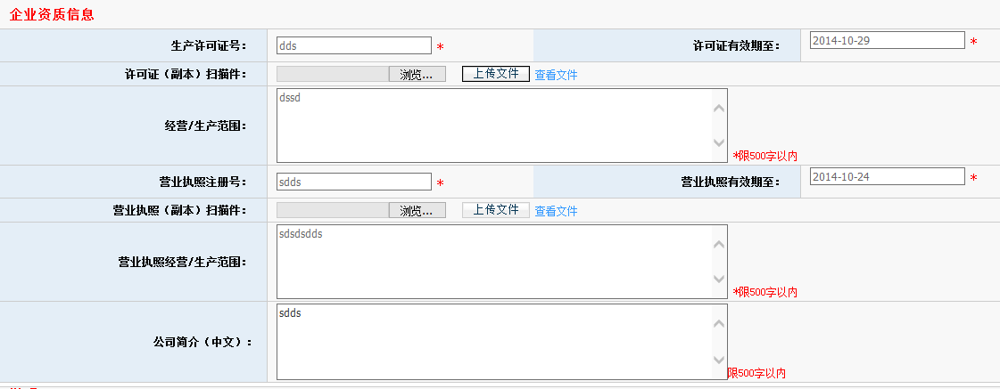 企业资质信息
生产许可证号： dds * 许可证有效期至： 2014-10-29 *
许可证（副本）扫描件： 浏览... 上传文件 查看文件
经营/生产范围： dssd *限500字以内
营业执照注册号： sdds * 营业执照有效期至： 2014-10-24 *
营业执照（副本）扫描件： 浏览... 上传文件 查看文件
营业执照经营/生产范围： sdsdsdds *限500字以内
公司简介（中文）： sdds 限500字以内